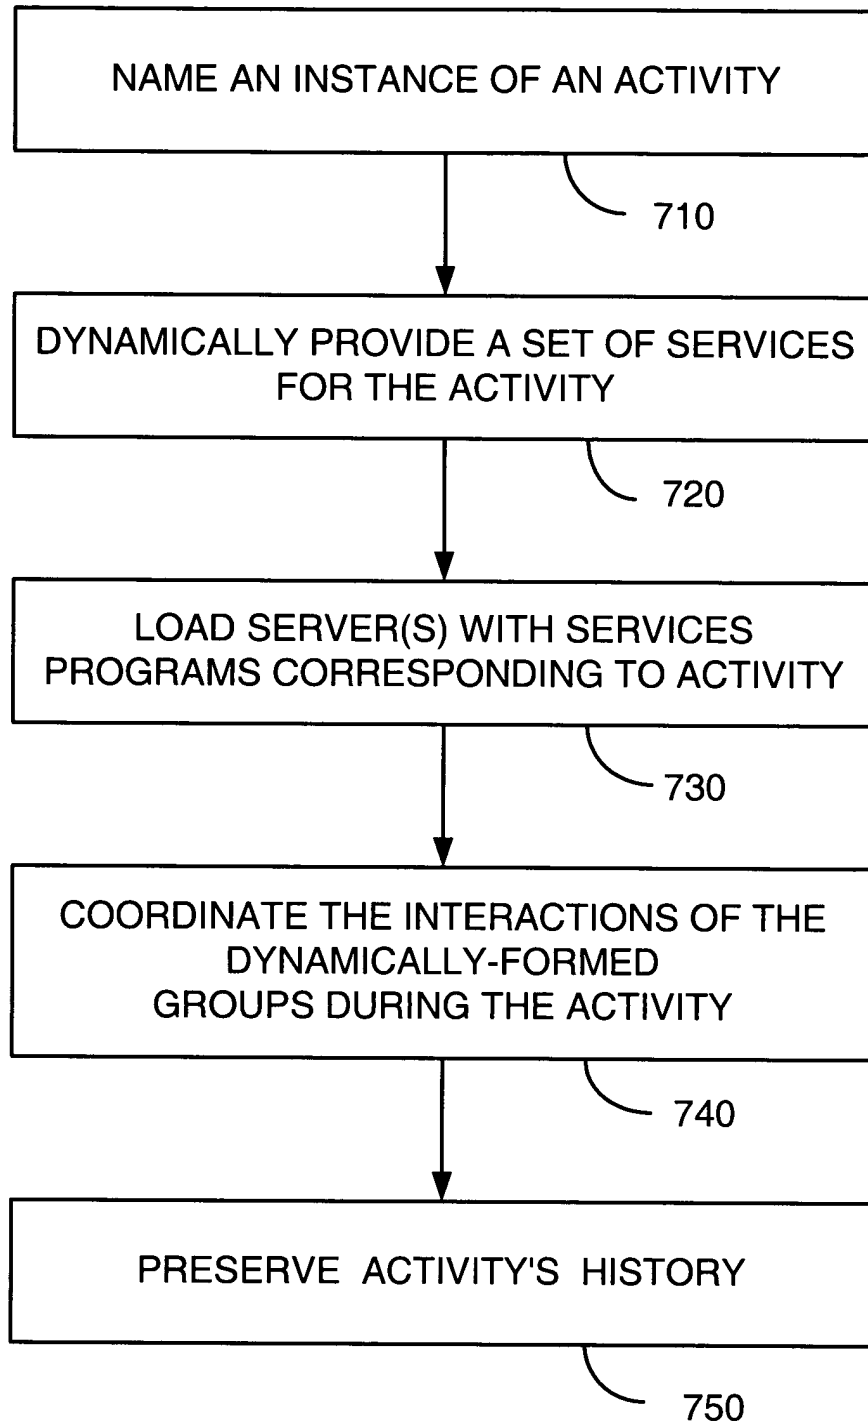 NAME AN INSTANCE OF AN ACTIVITY
710
DYNAMICALLY PROVIDE A SET OF SERVICES
FOR THE ACTIVITY
720
LOAD SERVER(S) WITH SERVICES
PROGRAMS CORRESPONDING TO ACTIVITY
730
COORDINATE THE INTERACTIONS OF THE
DYNAMICALLY-FORMED
GROUPS DURING THE ACTIVITY
740
PRESERVE ACTIVITY'S HISTORY
750